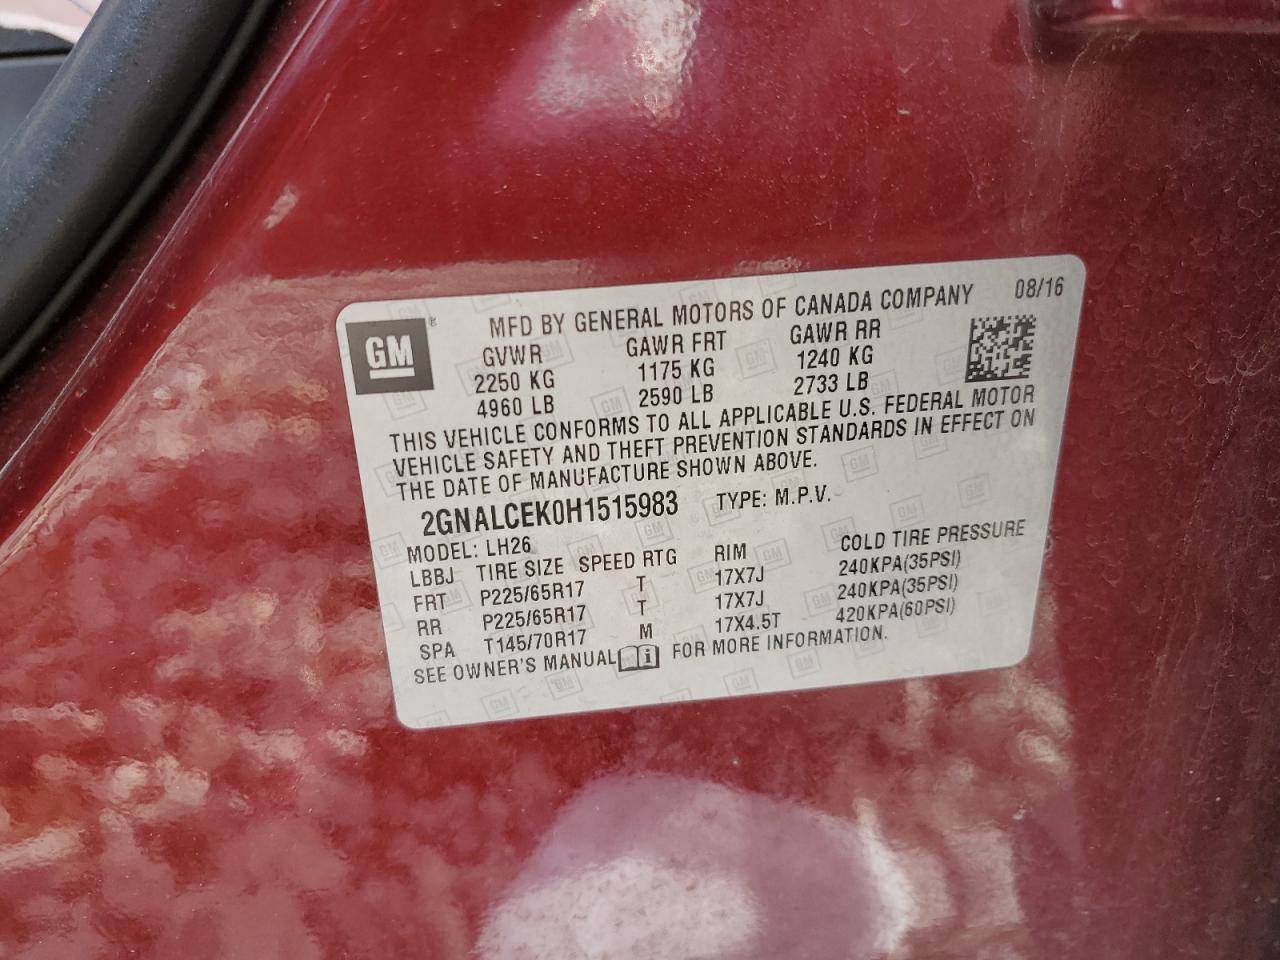 GM
MFD BY GENERAL MOTORS OF CANADA COMPANY 08/16
GVWR GAWR FRT GAWR RR
2250 KG 1175 KG 1240 KG
4960 LB 2590 LB 2733 LB
THIS VEHICLE CONFORMS TO ALL APPLICABLE U.S. FEDERAL MOTOR
VEHICLE SAFETY AND THEFT PREVENTION STANDARDS IN EFFECT ON
THE DATE OF MANUFACTURE SHOWN ABOVE.
2GNALCEK0H1515983 TYPE: M.P.V.
MODEL: LH26
LBBJ TIRE SIZE SPEED RTG RIM COLD TIRE PRESSURE
FRT P225/65R17 T 17X7J 240KPA(35PSI)
RR P225/65R17 T 17X7J 240KPA(35PSI)
SPA T145/70R17 M 17X4.5T 420KPA(60PSI)
SEE OWNER'S MANUAL i FOR MORE INFORMATION.